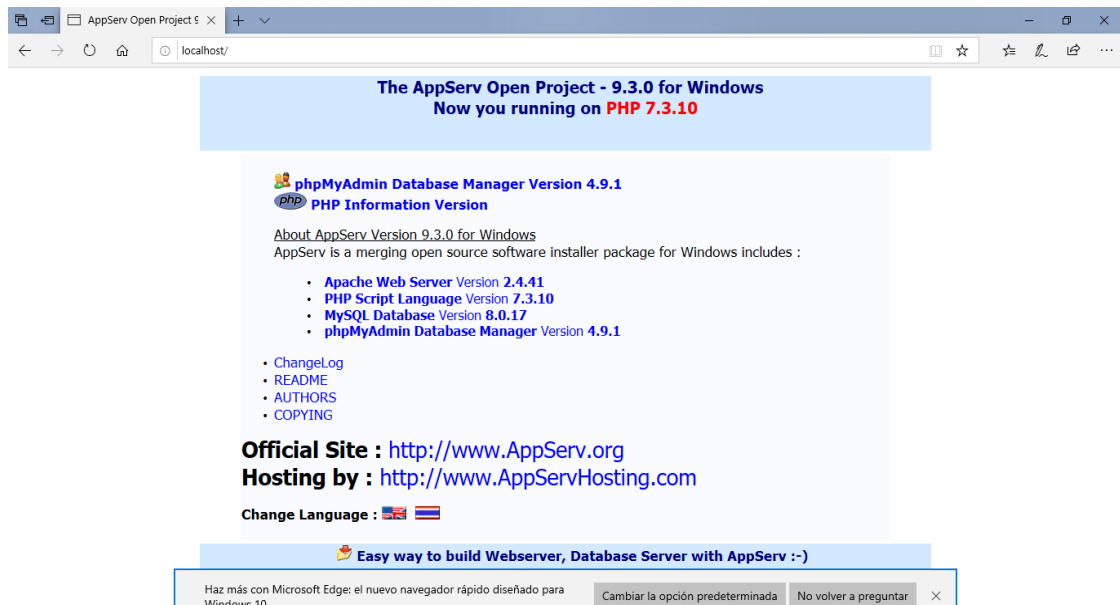 AppServ Open Project 9
localhost/
The AppServ Open Project - 9.3.0 for Windows
Now you running on PHP 7.3.10
phpMyAdmin Database Manager Version 4.9.1
php PHP Information Version
About AppServ Version 9.3.0 for Windows
AppServ is a merging open source software installer package for Windows includes :
• Apache Web Server Version 2.4.41
• PHP Script Language Version 7.3.10
• MySQL Database Version 8.0.17
• phpMyAdmin Database Manager Version 4.9.1
• ChangeLog
• README
• AUTHORS
• COPYING
Official Site : http://www.AppServ.org
Hosting by : http://www.AppServHosting.com
Change Language :
Easy way to build Webserver, Database Server with AppServ :-)
Haz más con Microsoft Edge: el nuevo navegador rápido diseñado para
Windows 10
Cambiar la opción predeterminada
No volver a preguntar